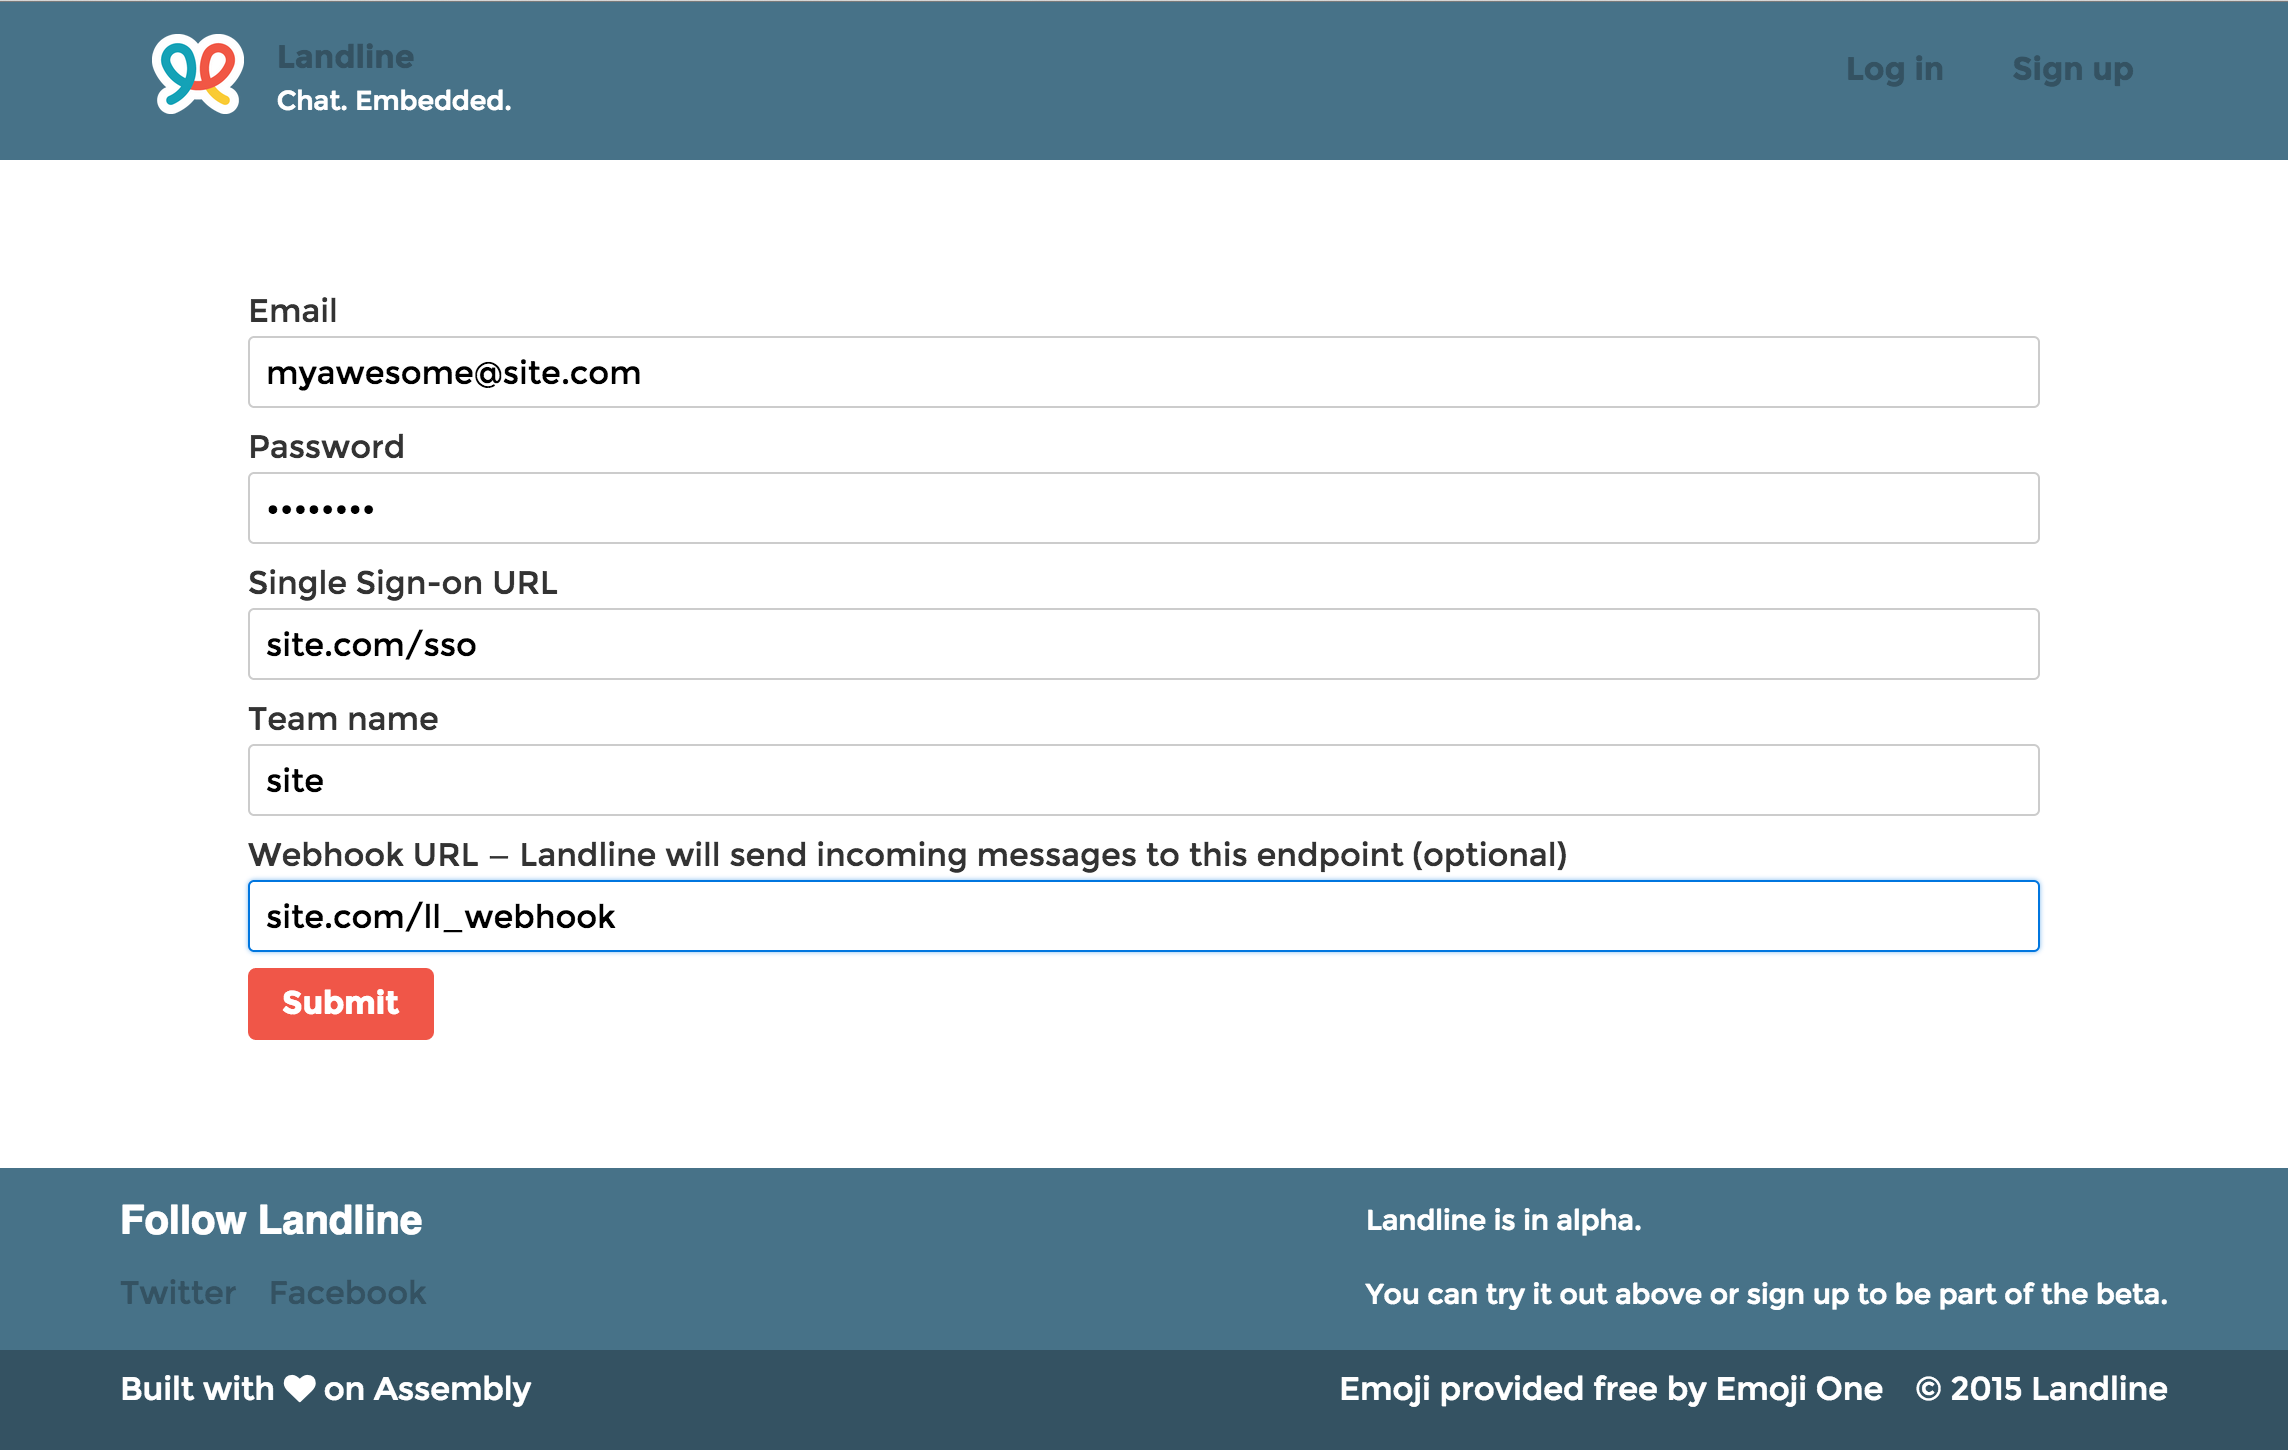 Landline
Chat. Embedded.
Log in
Sign up
Email
myawesome@site.com
Password
••••••••
Single Sign-on URL
site.com/sso
Team name
site
Webhook URL – Landline will send incoming messages to this endpoint (optional)
site.com/ll_webhook
Submit
Follow Landline
Twitter Facebook
Landline is in alpha.
You can try it out above or sign up to be part of the beta.
Built with ♥ on Assembly
Emoji provided free by Emoji One © 2015 Landline